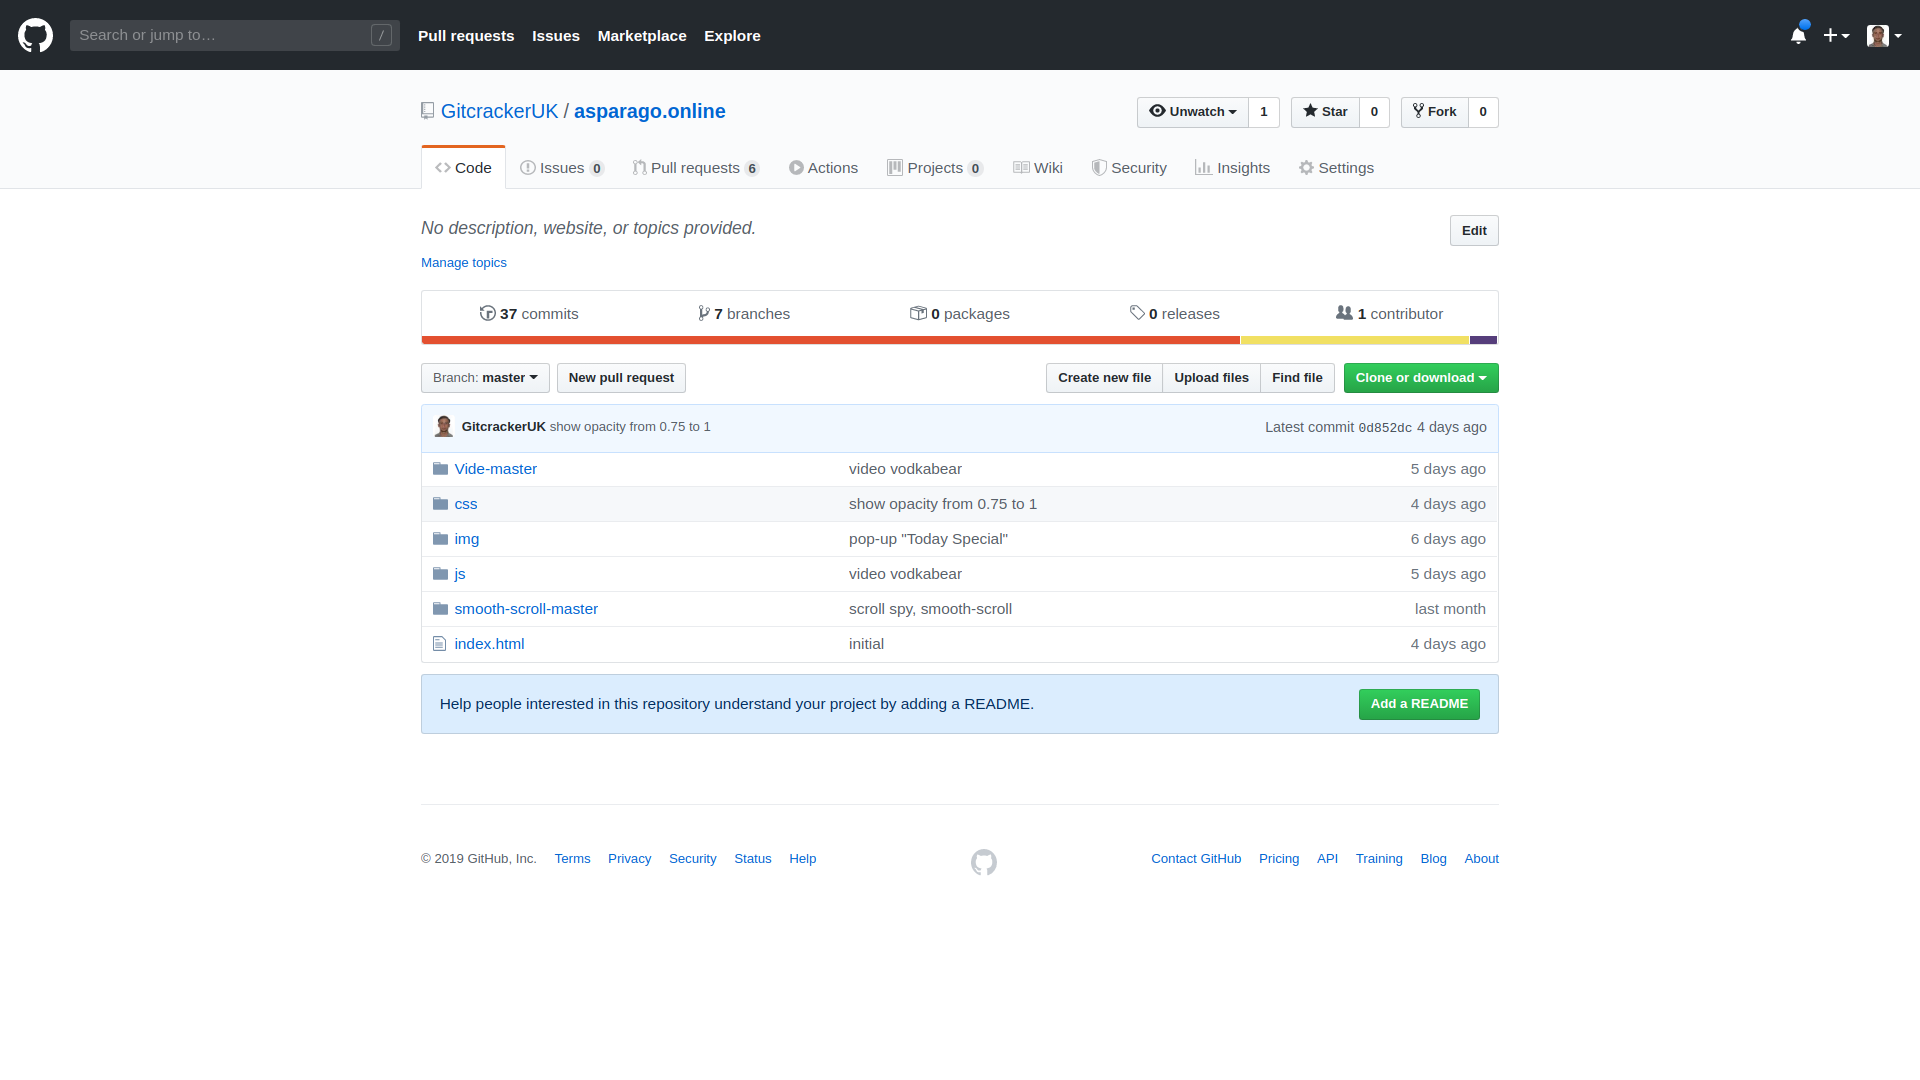 Search or jump to… / Pull requests Issues Marketplace Explore
GitcrackerUK / asparago.online Unwatch 1 Star 0 Fork 0
Code Issues 0 Pull requests 6 Actions Projects 0 Wiki Security Insights Settings
No description, website, or topics provided. Edit
Manage topics
37 commits 7 branches 0 packages 0 releases 1 contributor
Branch: master New pull request Create new file Upload files Find file Clone or download
GitcrackerUK show opacity from 0.75 to 1 Latest commit 0d852dc 4 days ago
Vide-master video vodkabear 5 days ago
css show opacity from 0.75 to 1 4 days ago
img pop-up "Today Special" 6 days ago
js video vodkabear 5 days ago
smooth-scroll-master scroll spy, smooth-scroll last month
index.html initial 4 days ago
Help people interested in this repository understand your project by adding a README. Add a README
© 2019 GitHub, Inc. Terms Privacy Security Status Help Contact GitHub Pricing API Training Blog About